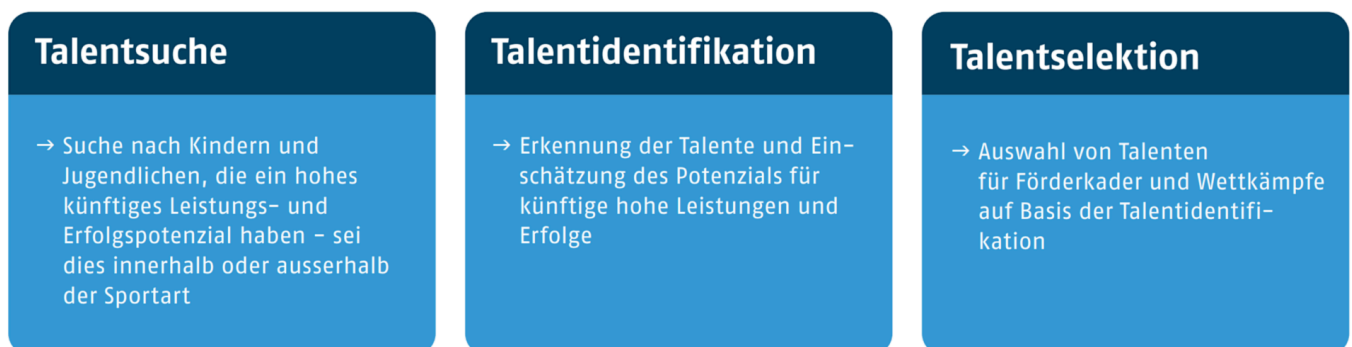 Talentsuche
→ Suche nach Kindern und
Jugendlichen, die ein hohes
künftiges Leistungs- und
Erfolgspotenzial haben – sei
dies innerhalb oder ausserhalb
der Sportart
Talentidentifikation
→ Erkennung der Talente und Ein-
schätzung des Potenzials für
künftige hohe Leistungen und
Erfolge
Talentselektion
→ Auswahl von Talenten
für Förderkader und Wettkämpfe
auf Basis der Talentidentifi-
kation